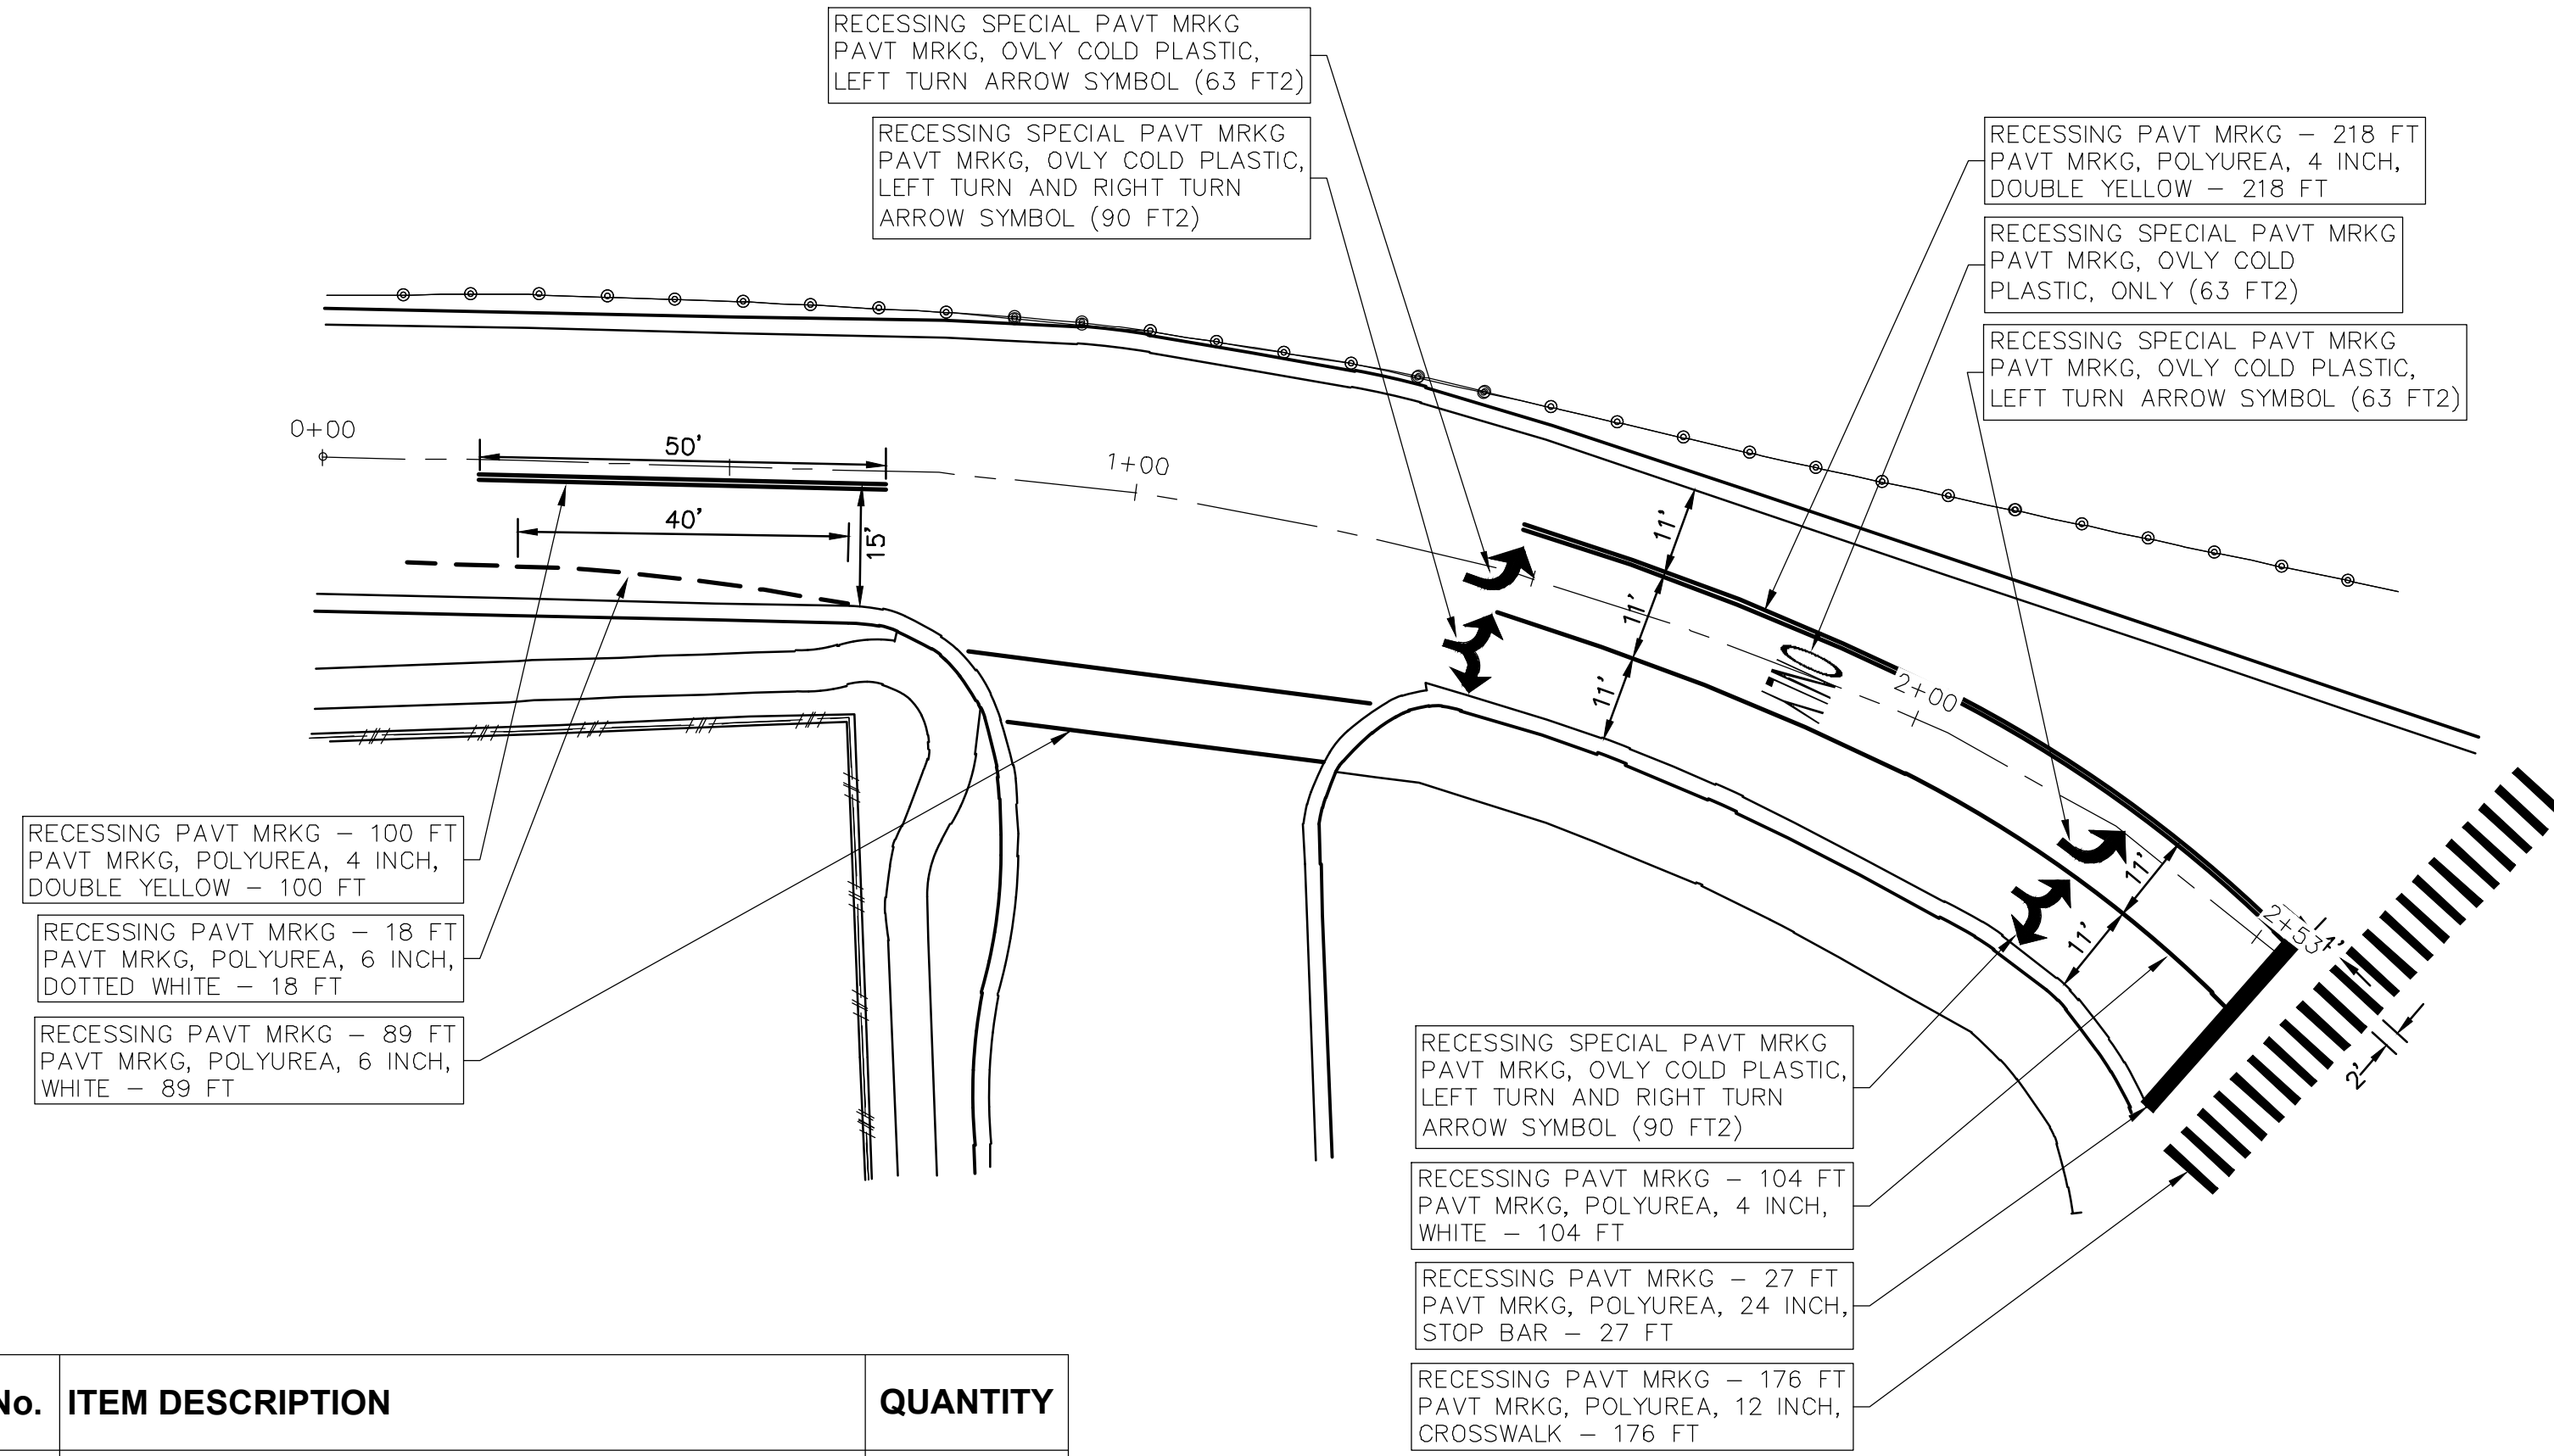 RECESSING SPECIAL PAVT MRKG
PAVT MRKG, OVLY COLD PLASTIC,
LEFT TURN ARROW SYMBOL (63 FT2)
RECESSING SPECIAL PAVT MRKG
PAVT MRKG, OVLY COLD PLASTIC,
LEFT TURN AND RIGHT TURN
ARROW SYMBOL (90 FT2)
RECESSING PAVT MRKG – 218 FT
PAVT MRKG, POLYUREA, 4 INCH,
DOUBLE YELLOW – 218 FT
RECESSING SPECIAL PAVT MRKG
PAVT MRKG, OVLY COLD
PLASTIC, ONLY (63 FT2)
RECESSING SPECIAL PAVT MRKG
PAVT MRKG, OVLY COLD PLASTIC,
LEFT TURN ARROW SYMBOL (63 FT2)
0+00
50'
1+00
40'
15'
11'
11'
11'
ONLY
2+00
11'
11'
2+53
4'
2'
RECESSING PAVT MRKG – 100 FT
PAVT MRKG, POLYUREA, 4 INCH,
DOUBLE YELLOW – 100 FT
RECESSING PAVT MRKG – 18 FT
PAVT MRKG, POLYUREA, 6 INCH,
DOTTED WHITE – 18 FT
RECESSING PAVT MRKG – 89 FT
PAVT MRKG, POLYUREA, 6 INCH,
WHITE – 89 FT
RECESSING SPECIAL PAVT MRKG
PAVT MRKG, OVLY COLD PLASTIC,
LEFT TURN AND RIGHT TURN
ARROW SYMBOL (90 FT2)
RECESSING PAVT MRKG – 104 FT
PAVT MRKG, POLYUREA, 4 INCH,
WHITE – 104 FT
RECESSING PAVT MRKG – 27 FT
PAVT MRKG, POLYUREA, 24 INCH,
STOP BAR – 27 FT
RECESSING PAVT MRKG – 176 FT
PAVT MRKG, POLYUREA, 12 INCH,
CROSSWALK – 176 FT
No. ITEM DESCRIPTION QUANTITY